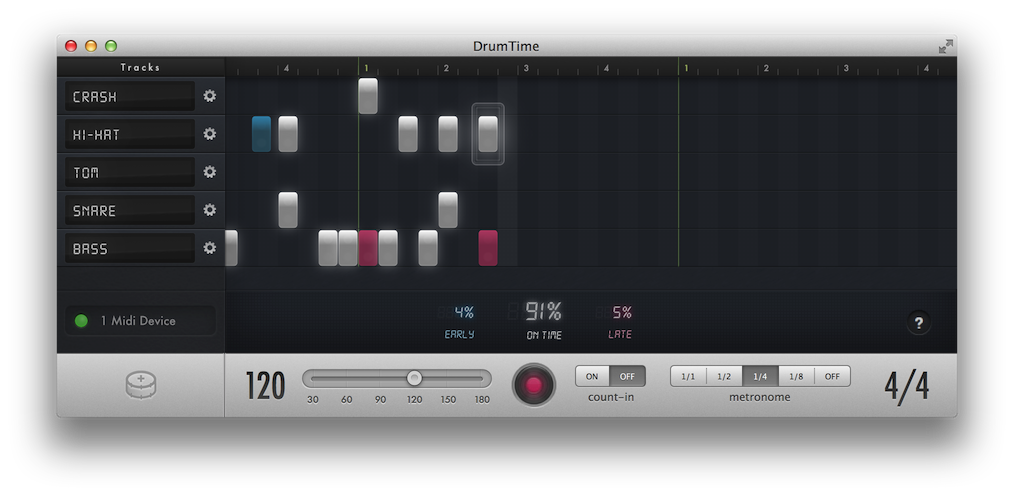 DrumTime
Tracks 4 1 2 3 4 1 2 3 4
CRASH
HI-HAT
TOM
SNARE
BASS
1 Midi Device
4% 91% 5%
EARLY ON TIME LATE
?
120
30 60 90 120 150 180
ON OFF
count-in
1/1 1/2 1/4 1/8 OFF
metronome
4/4